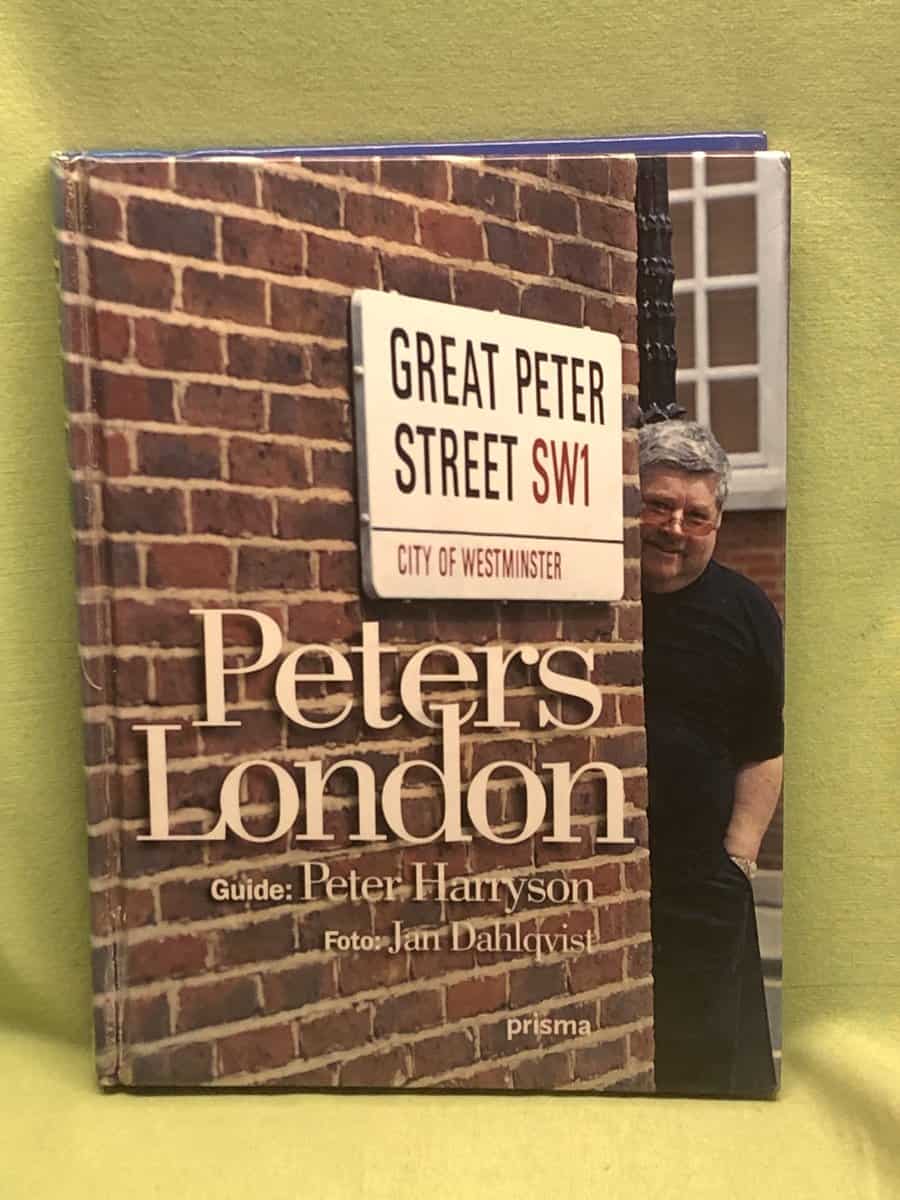 GREAT PETER
STREET SW1
CITY OF WESTMINSTER
Peters
London
Guide: Peter Harryson
Foto: Jan Dahlqvist
prisma